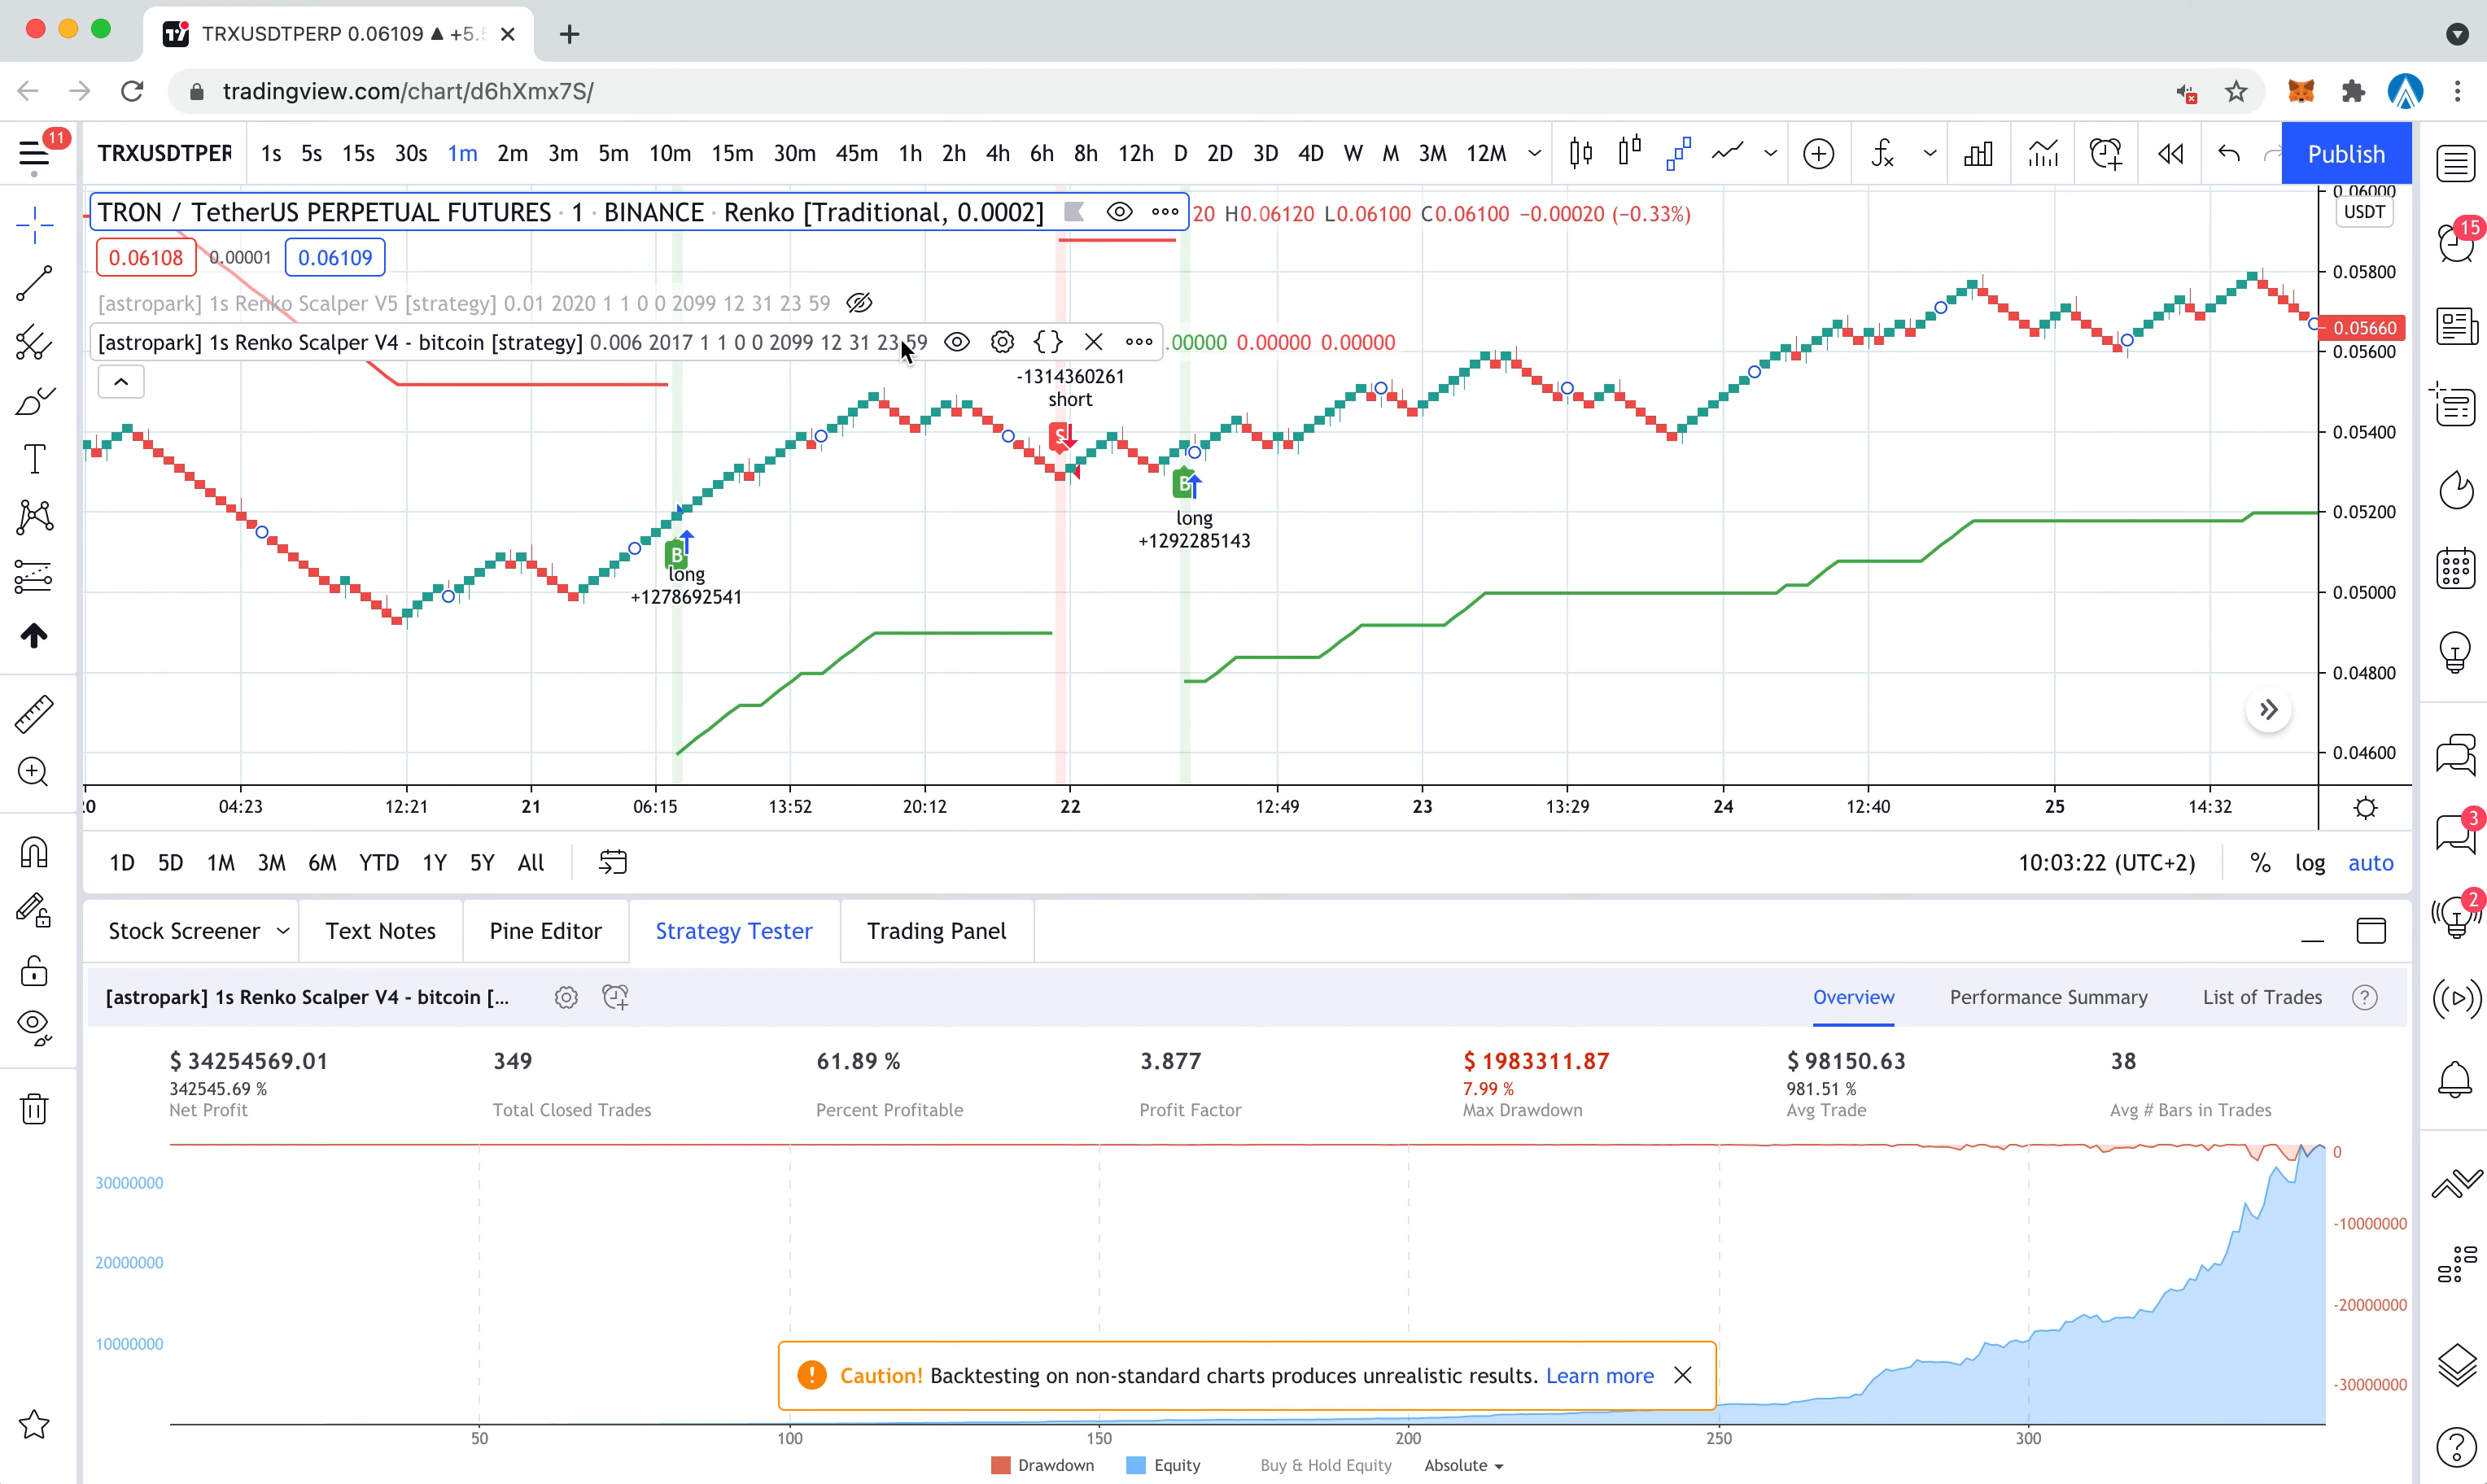 TRXUSDTPERP 0.06109 ▲ +5.5
tradingview.com/chart/d6hXmx7S/
11
TRXUSDTPER 1s 5s 15s 30s 1m 2m 3m 5m 10m 15m 30m 45m 1h 2h 4h 6h 8h 12h D 2D 3D 4D W M 3M 12M Publish
TRON / TetherUS PERPETUAL FUTURES · 1 · BINANCE · Renko [Traditional, 0.0002] 20 H0.06120 L0.06100 C0.06100 −0.00020 (−0.33%)
0.06000
USDT
15
0.06108 0.00001 0.06109
0.05800
[astropark] 1s Renko Scalper V5 [strategy] 0.01 2020 1 1 0 0 2099 12 31 23 59
0.05660
[astropark] 1s Renko Scalper V4 - bitcoin [strategy] 0.006 2017 1 1 0 0 2099 12 31 23 59 .00000 0.00000 0.00000
0.05600
-1314360261
short
S
0.05400
B
0.05200
long
+1292285143
B
long
+1278692541
0.05000
0.04800
0.04600
20 04:23 12:21 21 06:15 13:52 20:12 22 12:49 23 13:29 24 12:40 25 14:32
3
1D 5D 1M 3M 6M YTD 1Y 5Y All 10:03:22 (UTC+2) % log auto
2
Stock Screener Text Notes Pine Editor Strategy Tester Trading Panel
[astropark] 1s Renko Scalper V4 - bitcoin [... Overview Performance Summary List of Trades
$ 34254569.01 349 61.89 % 3.877 $ 1983311.87 $ 98150.63 38
342545.69 % 7.99 % 981.51 %
Net Profit Total Closed Trades Percent Profitable Profit Factor Max Drawdown Avg Trade Avg # Bars in Trades
0
30000000
-10000000
20000000
-20000000
10000000
Caution! Backtesting on non-standard charts produces unrealistic results. Learn more
-30000000
50 100 150 200 250 300
Drawdown Equity Buy & Hold Equity Absolute